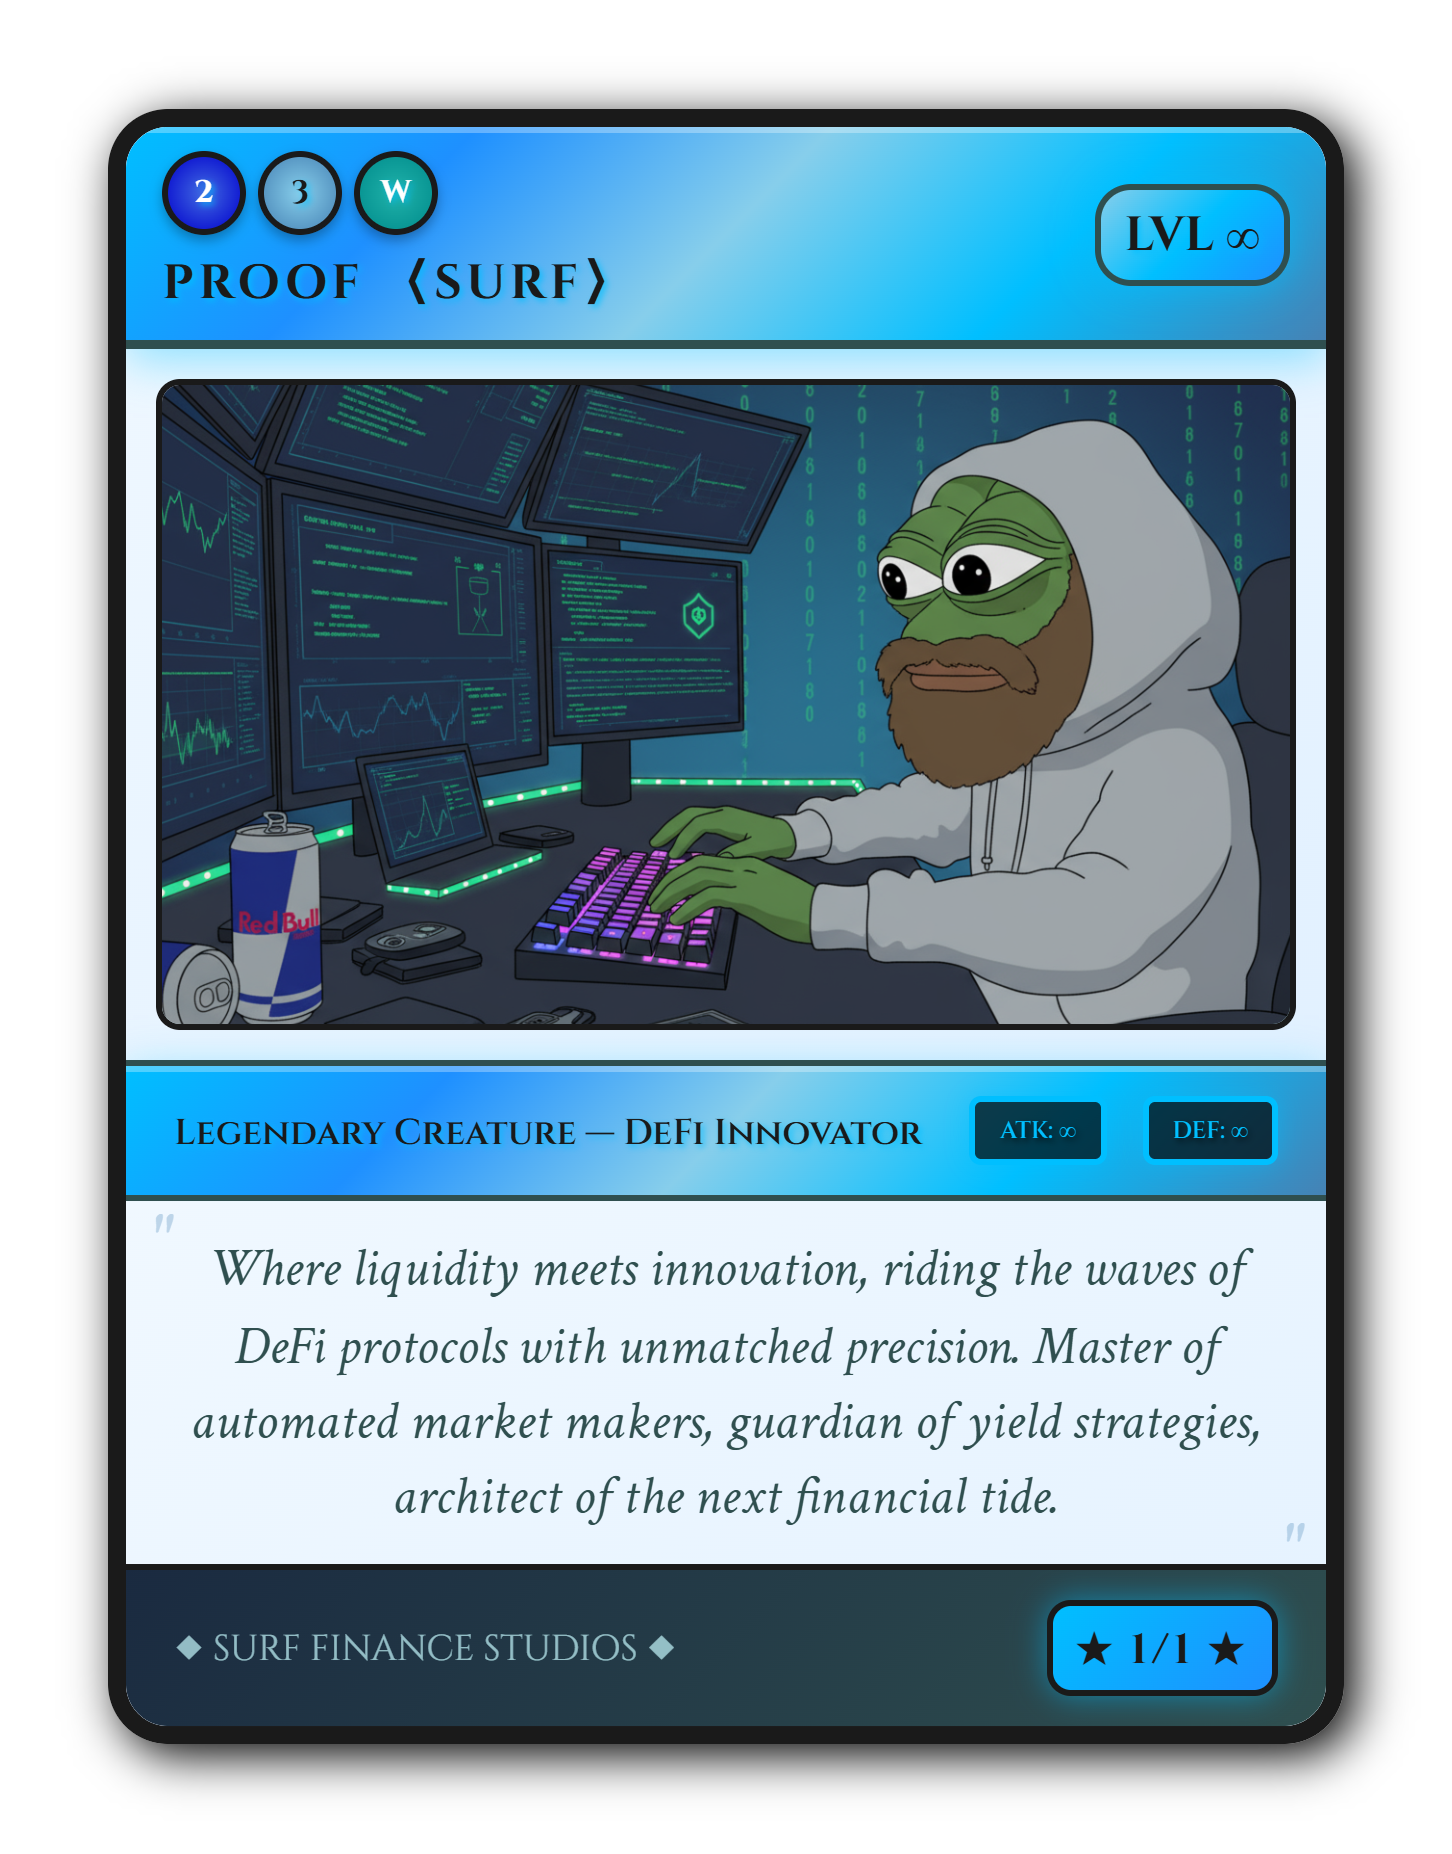 2 3 W
PROOF ⟨SURF⟩
LVL ∞
Red Bull
Legendary Creature — DeFi Innovator
ATK: ∞
DEF: ∞
"
Where liquidity meets innovation, riding the waves of
DeFi protocols with unmatched precision. Master of
automated market makers, guardian of yield strategies,
architect of the next financial tide.
"
◆ SURF FINANCE STUDIOS ◆
★ 1/1 ★